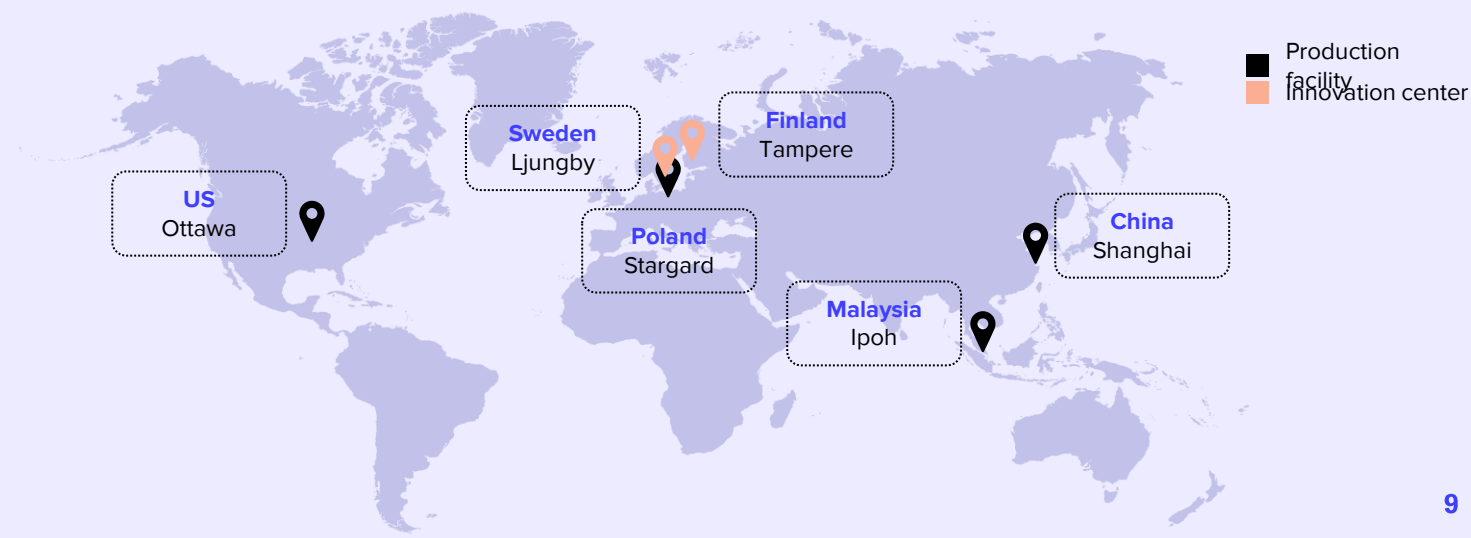 Production
facility
Innovation center
Finland
Tampere
Sweden
Ljungby
US
Ottawa
China
Shanghai
Poland
Stargard
Malaysia
Ipoh
9